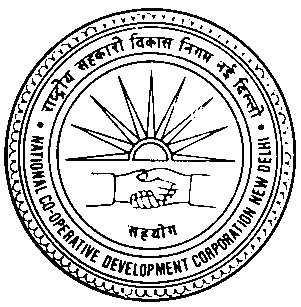 राष्ट्रीय सहकारी विकास निगम नई दिल्ली
सहयोग
NATIONAL CO-OPERATIVE DEVELOPMENT CORPORATION NEW DELHI